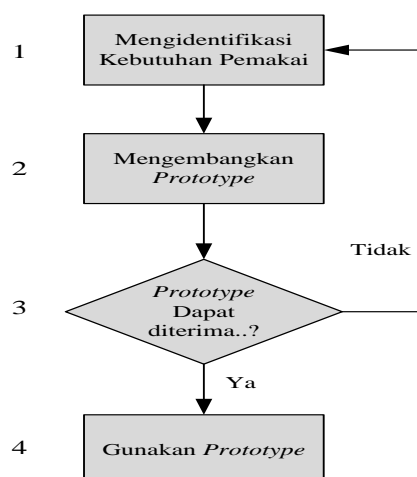 1
Mengidentifikasi
Kebutuhan Pemakai
2
Mengembangkan
Prototype
Tidak
3
Prototype
Dapat
diterima..?
Ya
4
Gunakan Prototype